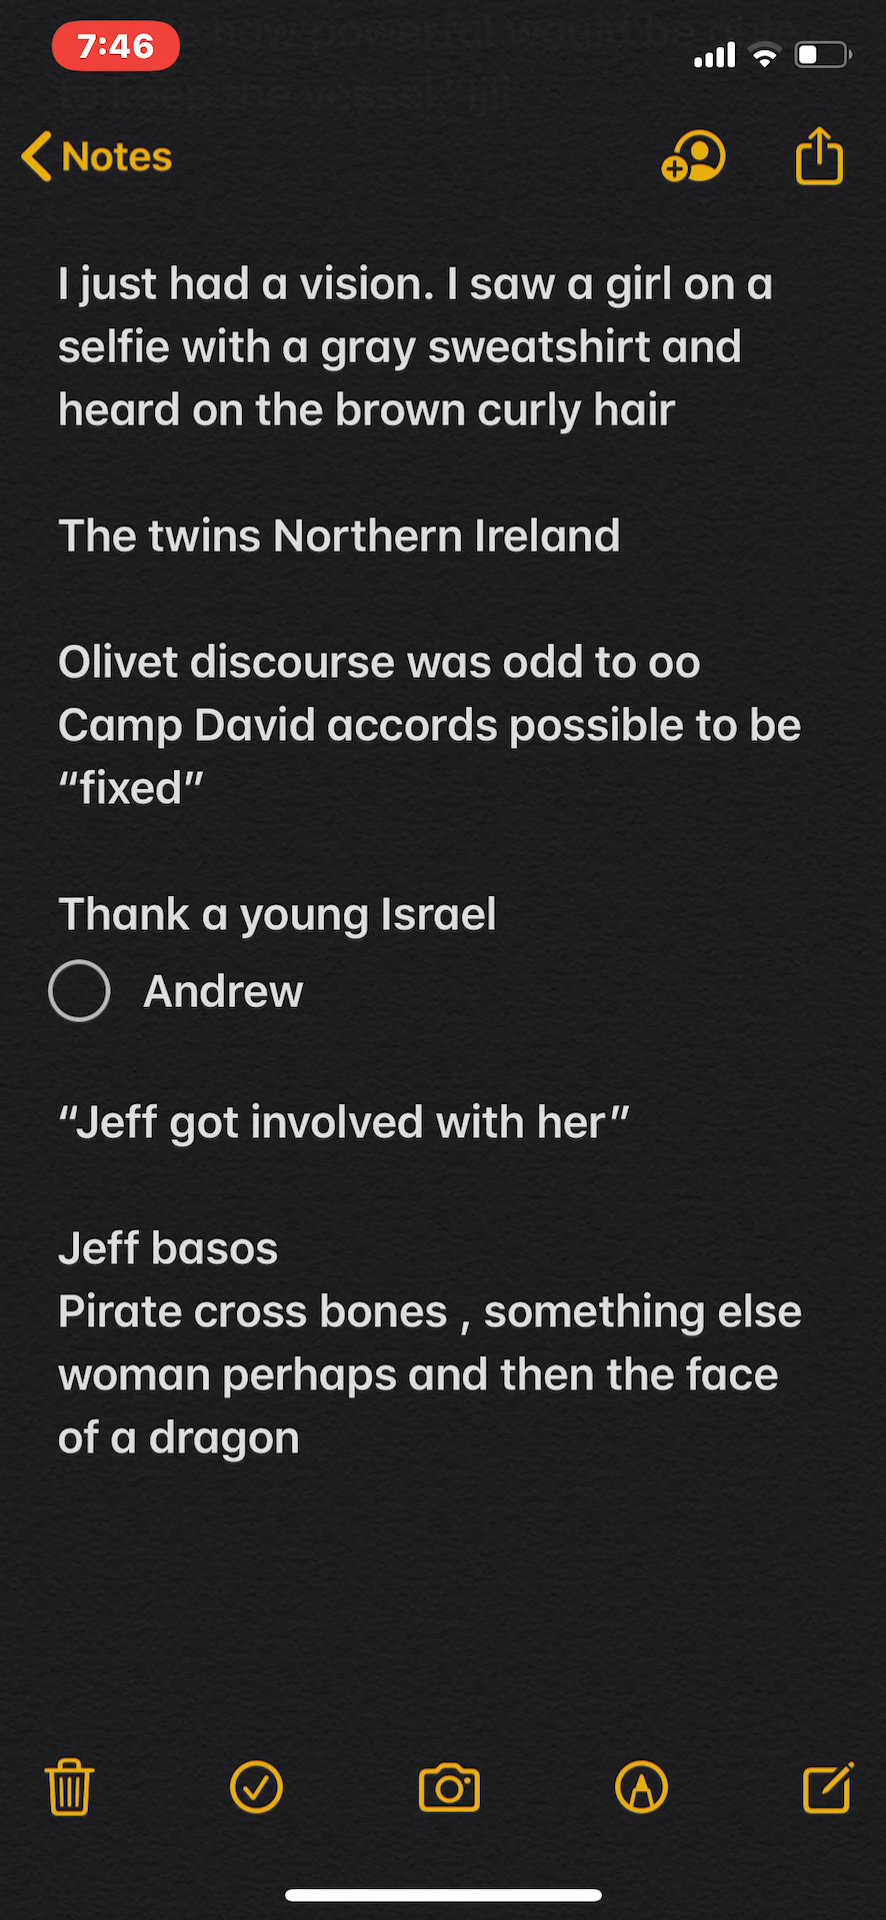 7:46
Notes
I just had a vision. I saw a girl on a
selfie with a gray sweatshirt and
heard on the brown curly hair
The twins Northern Ireland
Olivet discourse was odd to oo
Camp David accords possible to be
“fixed”
Thank a young Israel
Andrew
“Jeff got involved with her”
Jeff basos
Pirate cross bones , something else
woman perhaps and then the face
of a dragon